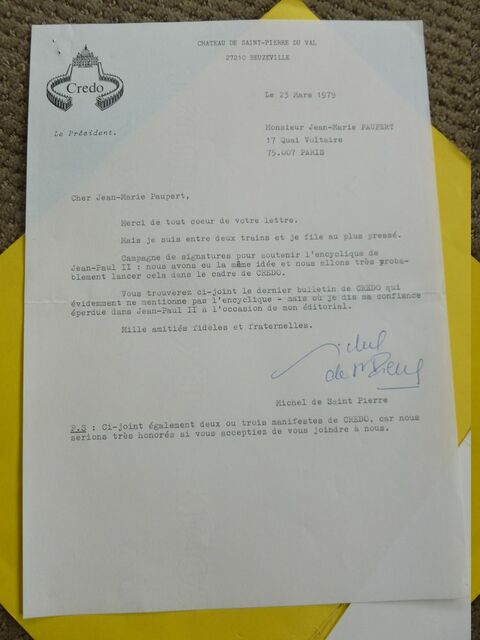 CHATEAU DE SAINT-PIERRE DU VAL
27210 BEUZEVILLE
Credo
Le 23 Mars 1979
Le Président.
Monsieur Jean-Marie PAUPERT
17 Quai Voltaire
75.007 PARIS
Cher Jean-Marie Paupert,
Merci de tout coeur de votre lettre.
Mais je suis entre deux trains et je file au plus pressé.
Campagne de signatures pour soutenir l'encyclique de
Jean-Paul II : nous avons eu la même idée et nous allons très proba-
blement lancer cela dans le cadre de CREDO.
Vous trouverez ci-joint le dernier bulletin de CREDO qui
évidemment ne mentionne pas l'encyclique - mais où je dis sa confiance
éperdue dans Jean-Paul II à l'occasion de mon éditorial.
Mille amitiés fidèles et fraternelles.
Michel
de St Pierre
Michel de Saint Pierre
P.S : Ci-joint également deux ou trois manifestes de CREDO, car nous
serions très honorés si vous acceptiez de vous joindre à nous.